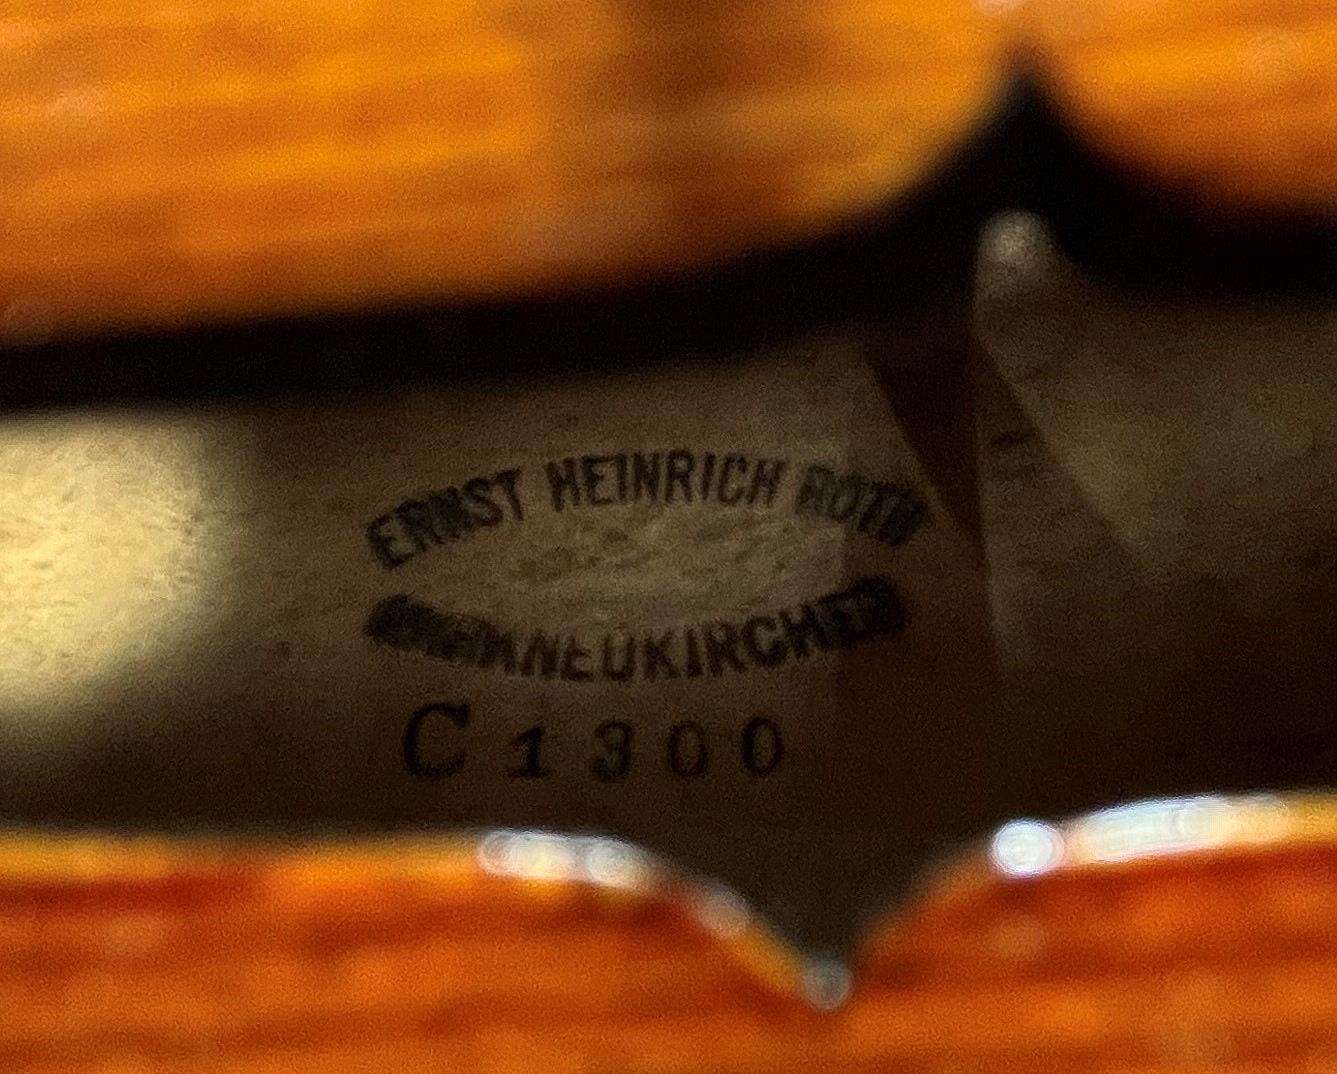 ERNST HEINRICH ROTH
MARKNEUKIRCHEN
C 1300